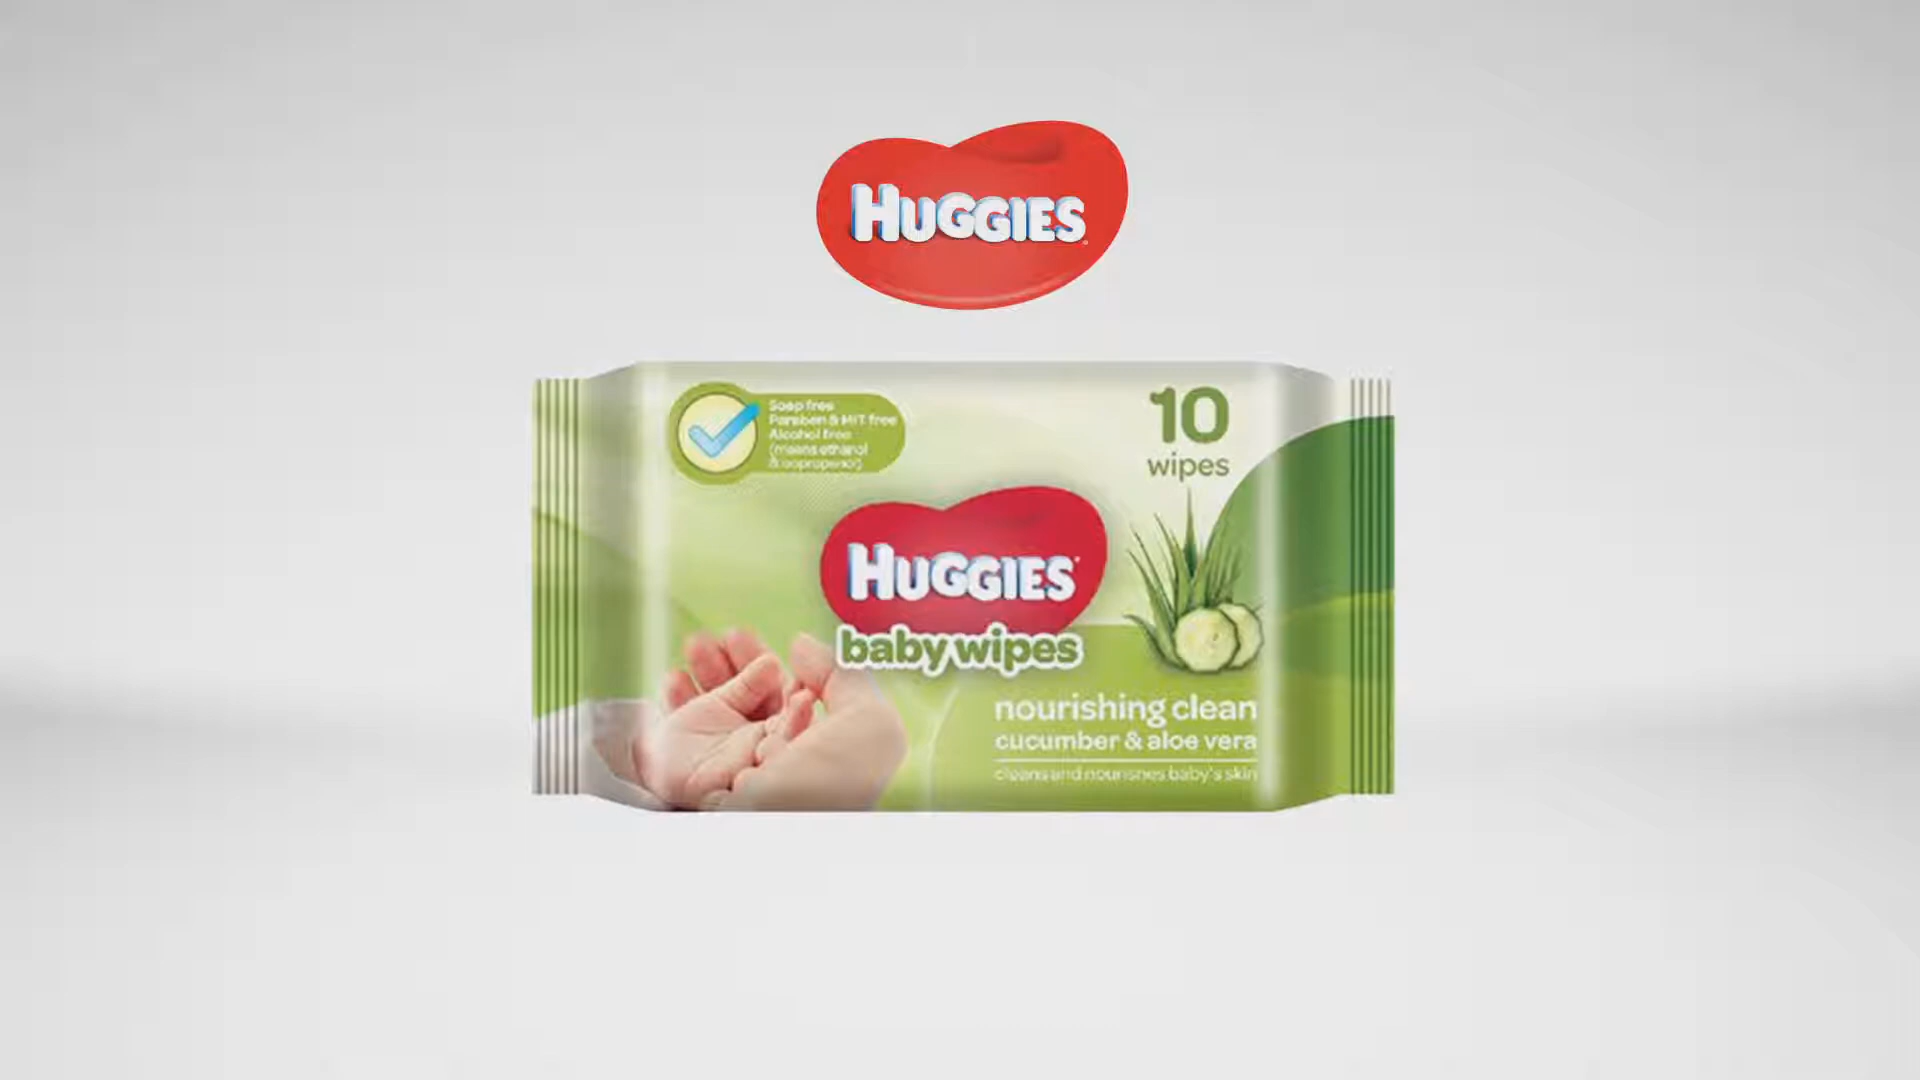 HUGGIES
Soap free
Paraben & MIT free
Alcohol free
(means ethanol
& isopropanol)
10
wipes
HUGGIES
baby wipes
nourishing clean
cucumber & aloe vera
cleans and nourishes baby's skin